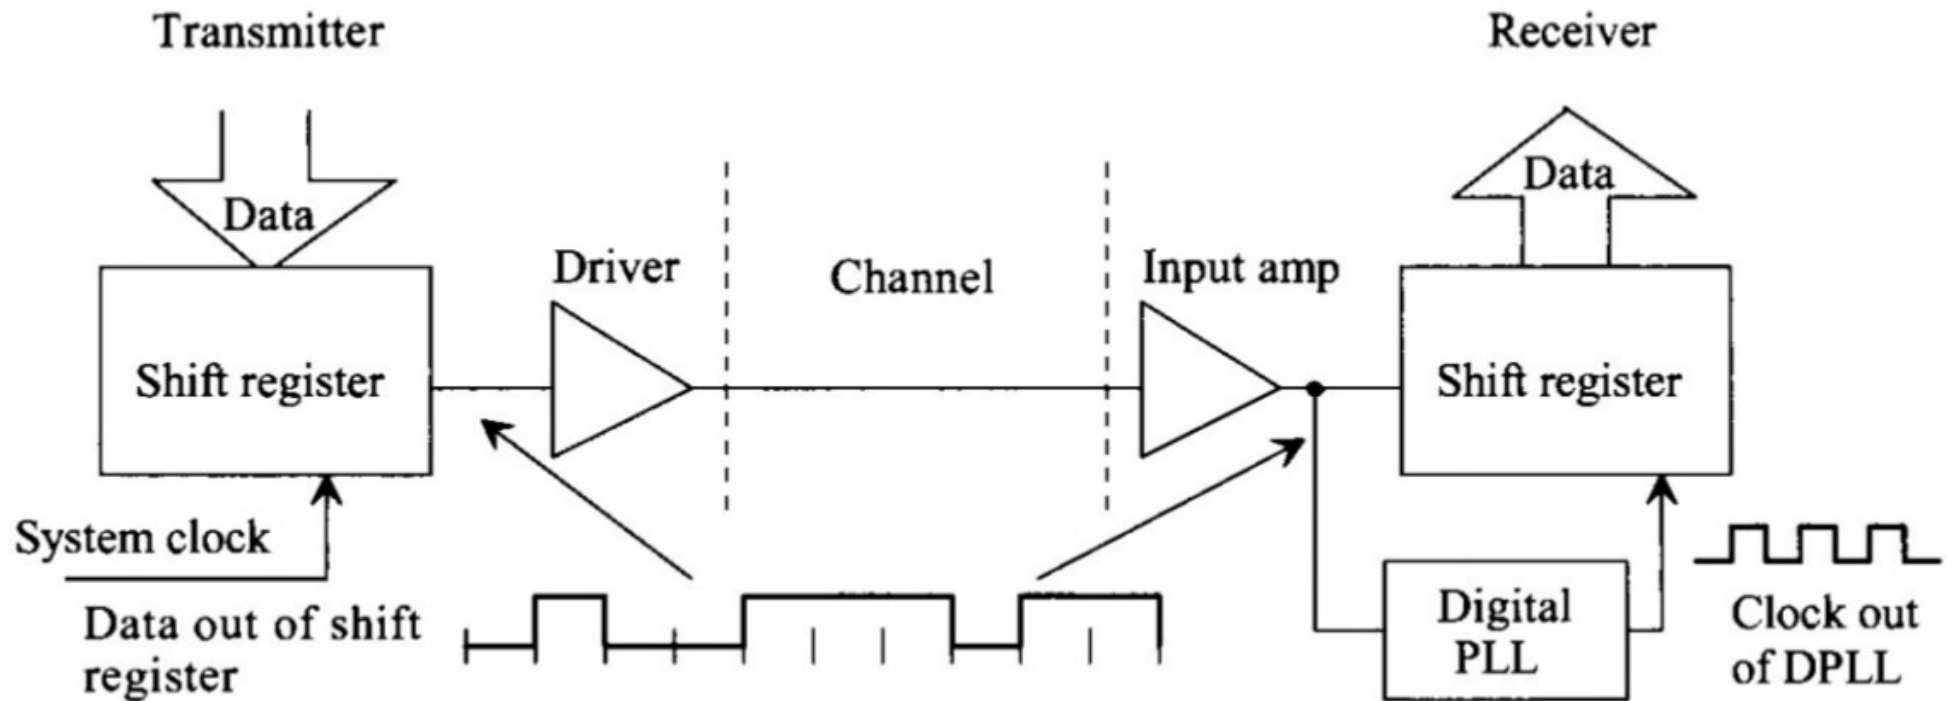 Transmitter
Receiver
Data
Data
Driver
Channel
Input amp
Shift register
Shift register
System clock
Data out of shift
register
Digital
PLL
Clock out
of DPLL